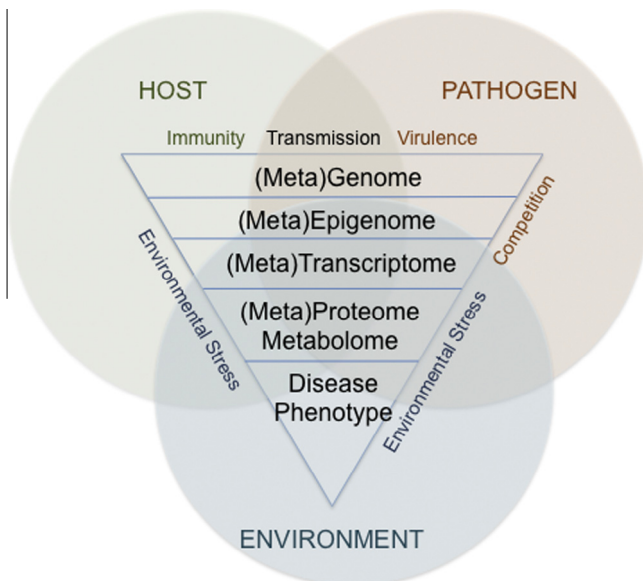 HOST
PATHOGEN
Immunity Transmission Virulence
(Meta)Genome
(Meta)Epigenome
(Meta)Transcriptome
(Meta)Proteome
Metabolome
Disease
Phenotype
Environmental Stress
Competition
Environmental Stress
ENVIRONMENT